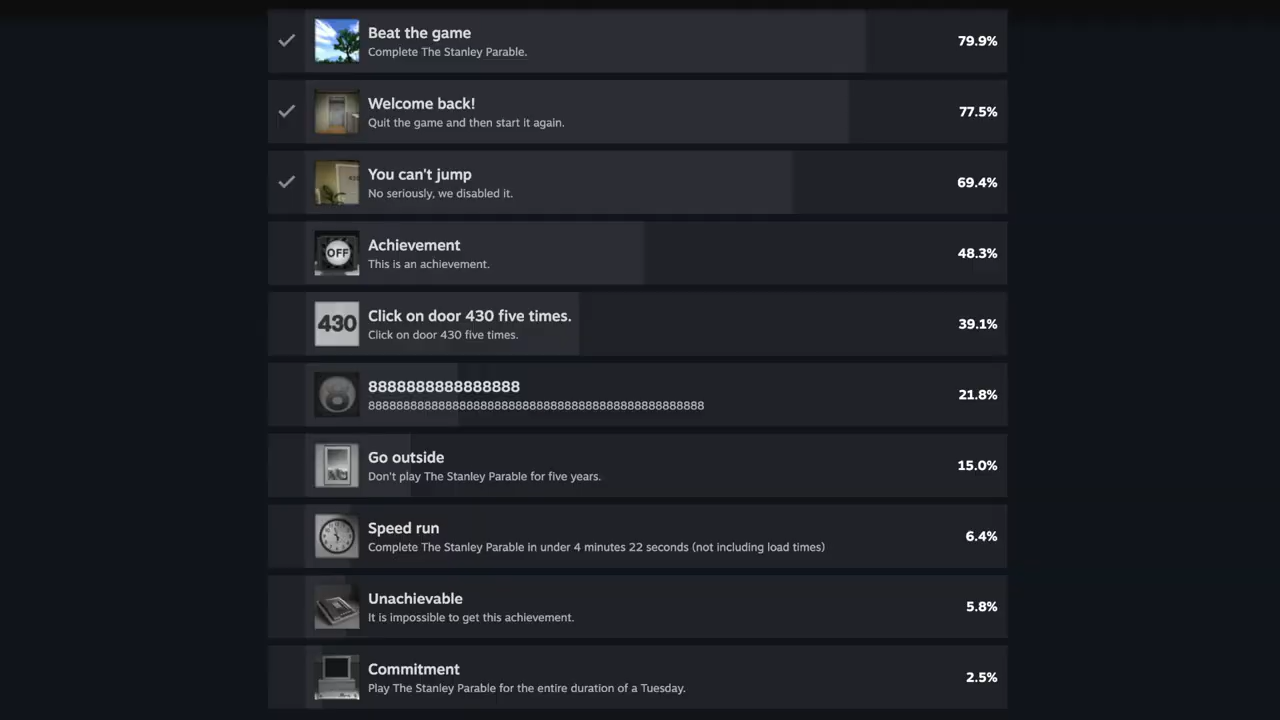 Beat the game
Complete The Stanley Parable.
79.9%
Welcome back!
Quit the game and then start it again.
77.5%
You can't jump
No seriously, we disabled it.
69.4%
OFF
Achievement
This is an achievement.
48.3%
430
Click on door 430 five times.
Click on door 430 five times.
39.1%
8
8888888888888888
888888888888888888888888888888888888888888888888
21.8%
Go outside
Don't play The Stanley Parable for five years.
15.0%
Speed run
Complete The Stanley Parable in under 4 minutes 22 seconds (not including load times)
6.4%
Unachievable
It is impossible to get this achievement.
5.8%
Commitment
Play The Stanley Parable for the entire duration of a Tuesday.
2.5%